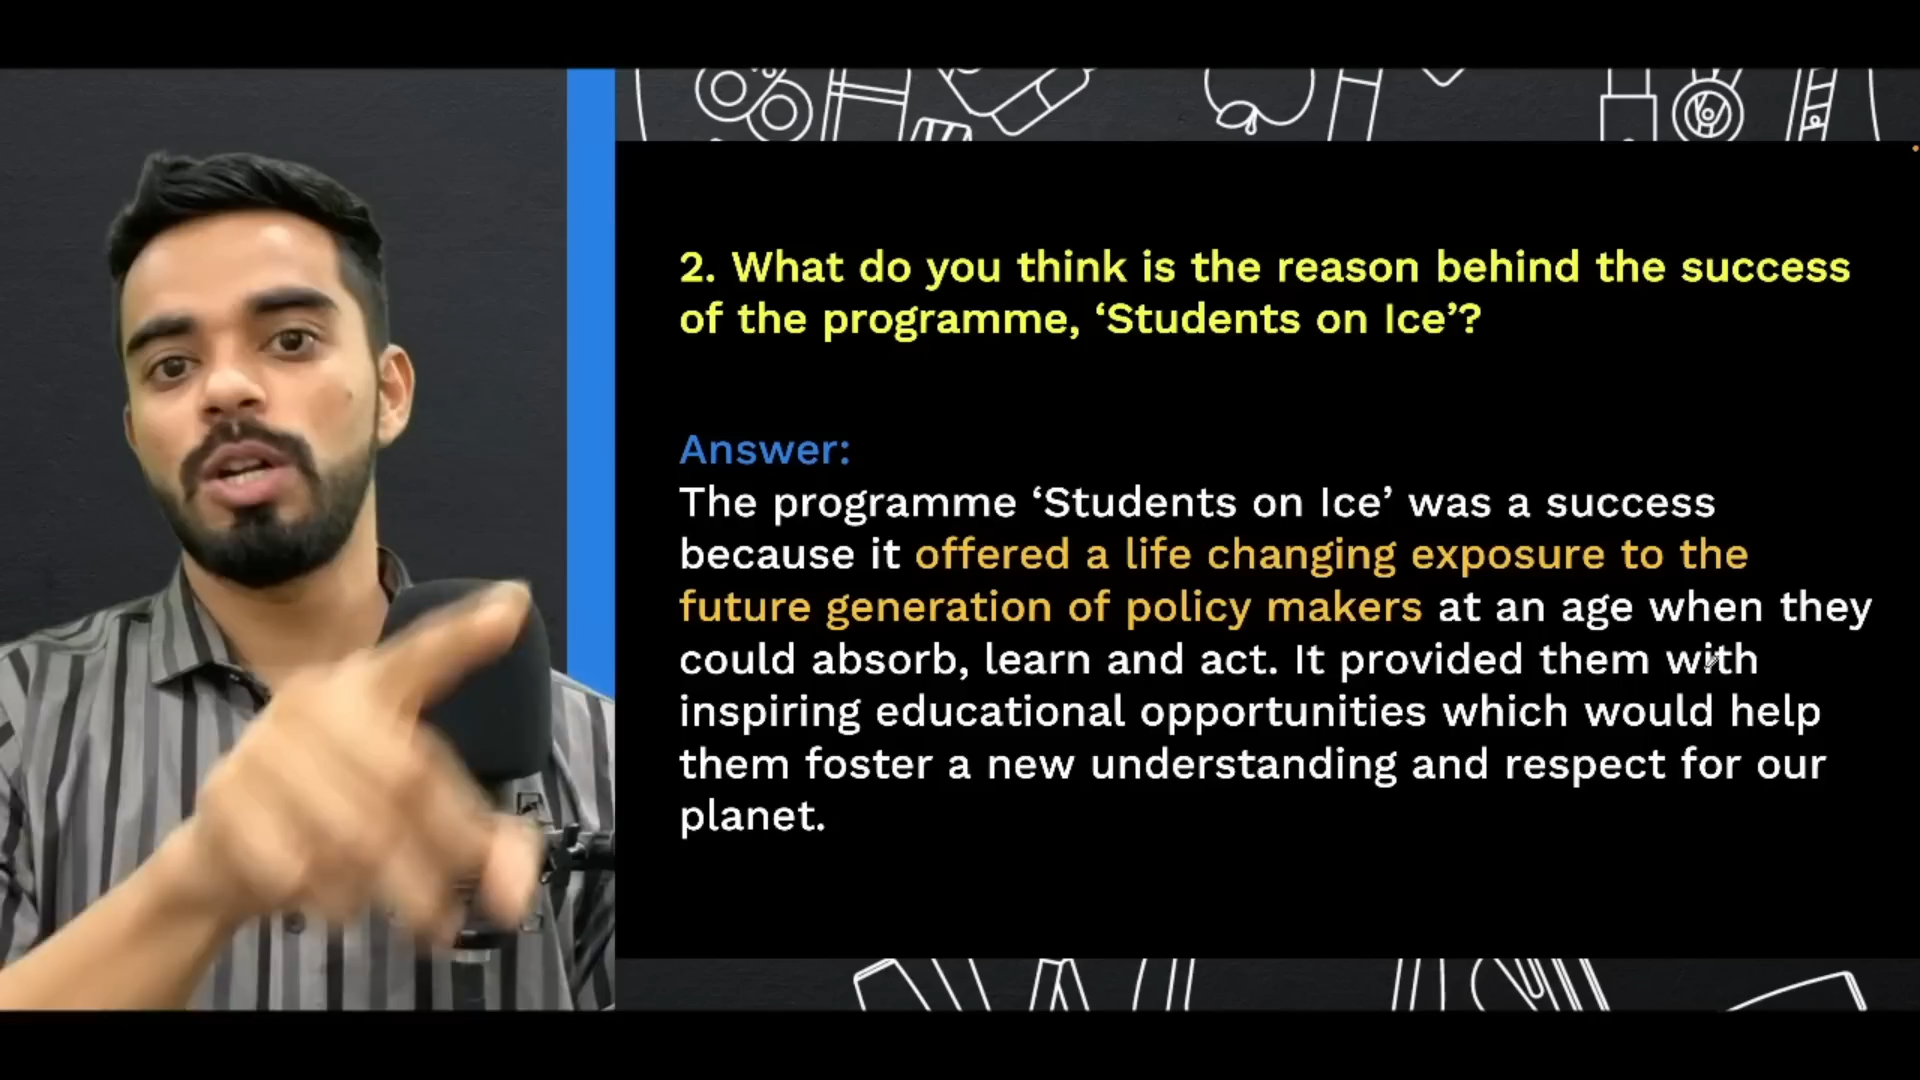 2. What do you think is the reason behind the success
of the programme, ‘Students on Ice’?
Answer:
The programme ‘Students on Ice’ was a success
because it offered a life changing exposure to the
future generation of policy makers at an age when they
could absorb, learn and act. It provided them with
inspiring educational opportunities which would help
them foster a new understanding and respect for our
planet.